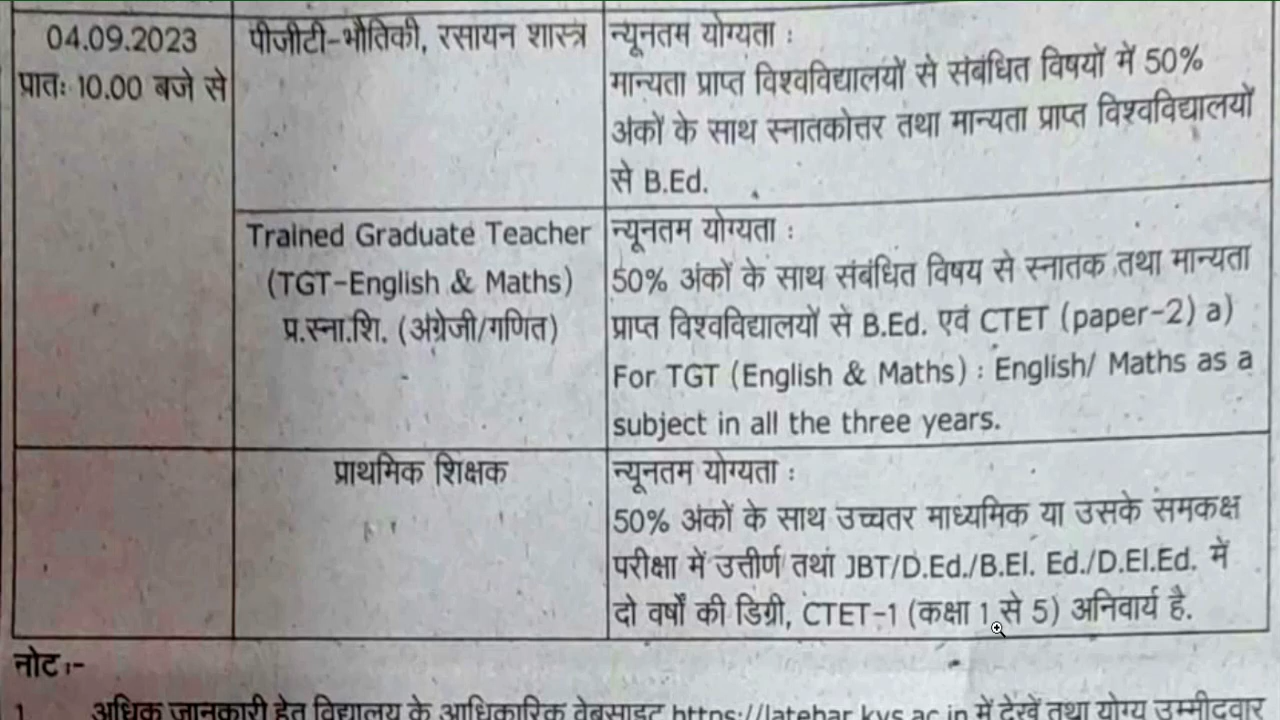 04.09.2023
प्रातः 10.00 बजे से
पीजीटी-भौतिकी, रसायन शास्त्र
न्यूनतम योग्यता :
मान्यता प्राप्त विश्वविद्यालयों से संबंधित विषयों में 50%
अंकों के साथ स्नातकोत्तर तथा मान्यता प्राप्त विश्वविद्यालयों
से B.Ed.
Trained Graduate Teacher
(TGT-English & Maths)
प्र.स्ना.शि. (अंग्रेजी/गणित)
न्यूनतम योग्यता :
50% अंकों के साथ संबंधित विषय से स्नातक तथा मान्यता
प्राप्त विश्वविद्यालयों से B.Ed. एवं CTET (paper-2) a)
For TGT (English & Maths) : English/ Maths as a
subject in all the three years.
प्राथमिक शिक्षक
न्यूनतम योग्यता :
50% अंकों के साथ उच्चतर माध्यमिक या उसके समकक्ष
परीक्षा में उत्तीर्ण तथा JBT/D.Ed./B.El. Ed./D.El.Ed. में
दो वर्षों की डिग्री, CTET-1 (कक्षा 1 से 5) अनिवार्य है.
नोट :-
1. अधिक जानकारी हेतु विद्यालय के आधिकारिक वेबसाइट https://latehar.kvs.ac.in में देखें तथा योग्य उम्मीदवार